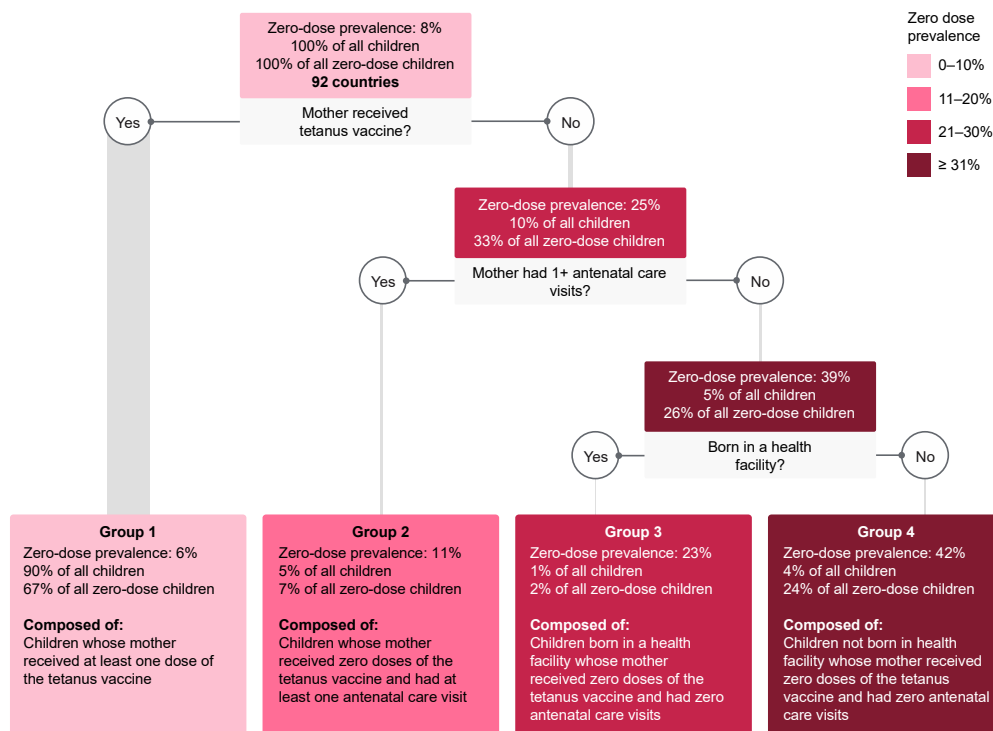 Zero-dose prevalence: 8%
100% of all children
100% of all zero-dose children
92 countries
Mother received
tetanus vaccine?
Yes
No
Zero dose
prevalence
0–10%
11–20%
21–30%
≥ 31%
Zero-dose prevalence: 25%
10% of all children
33% of all zero-dose children
Mother had 1+ antenatal care
visits?
Yes
No
Zero-dose prevalence: 39%
5% of all children
26% of all zero-dose children
Born in a health
facility?
Yes
No
Group 1
Zero-dose prevalence: 6%
90% of all children
67% of all zero-dose children
Composed of:
Children whose mother
received at least one dose of
the tetanus vaccine
Group 2
Zero-dose prevalence: 11%
5% of all children
7% of all zero-dose children
Composed of:
Children whose mother
received zero doses of the
tetanus vaccine and had at
least one antenatal care visit
Group 3
Zero-dose prevalence: 23%
1% of all children
2% of all zero-dose children
Composed of:
Children born in a health
facility whose mother
received zero doses of the
tetanus vaccine and had zero
antenatal care visits
Group 4
Zero-dose prevalence: 42%
4% of all children
24% of all zero-dose children
Composed of:
Children not born in health
facility whose mother received
zero doses of the tetanus
vaccine and had zero antenatal
care visits